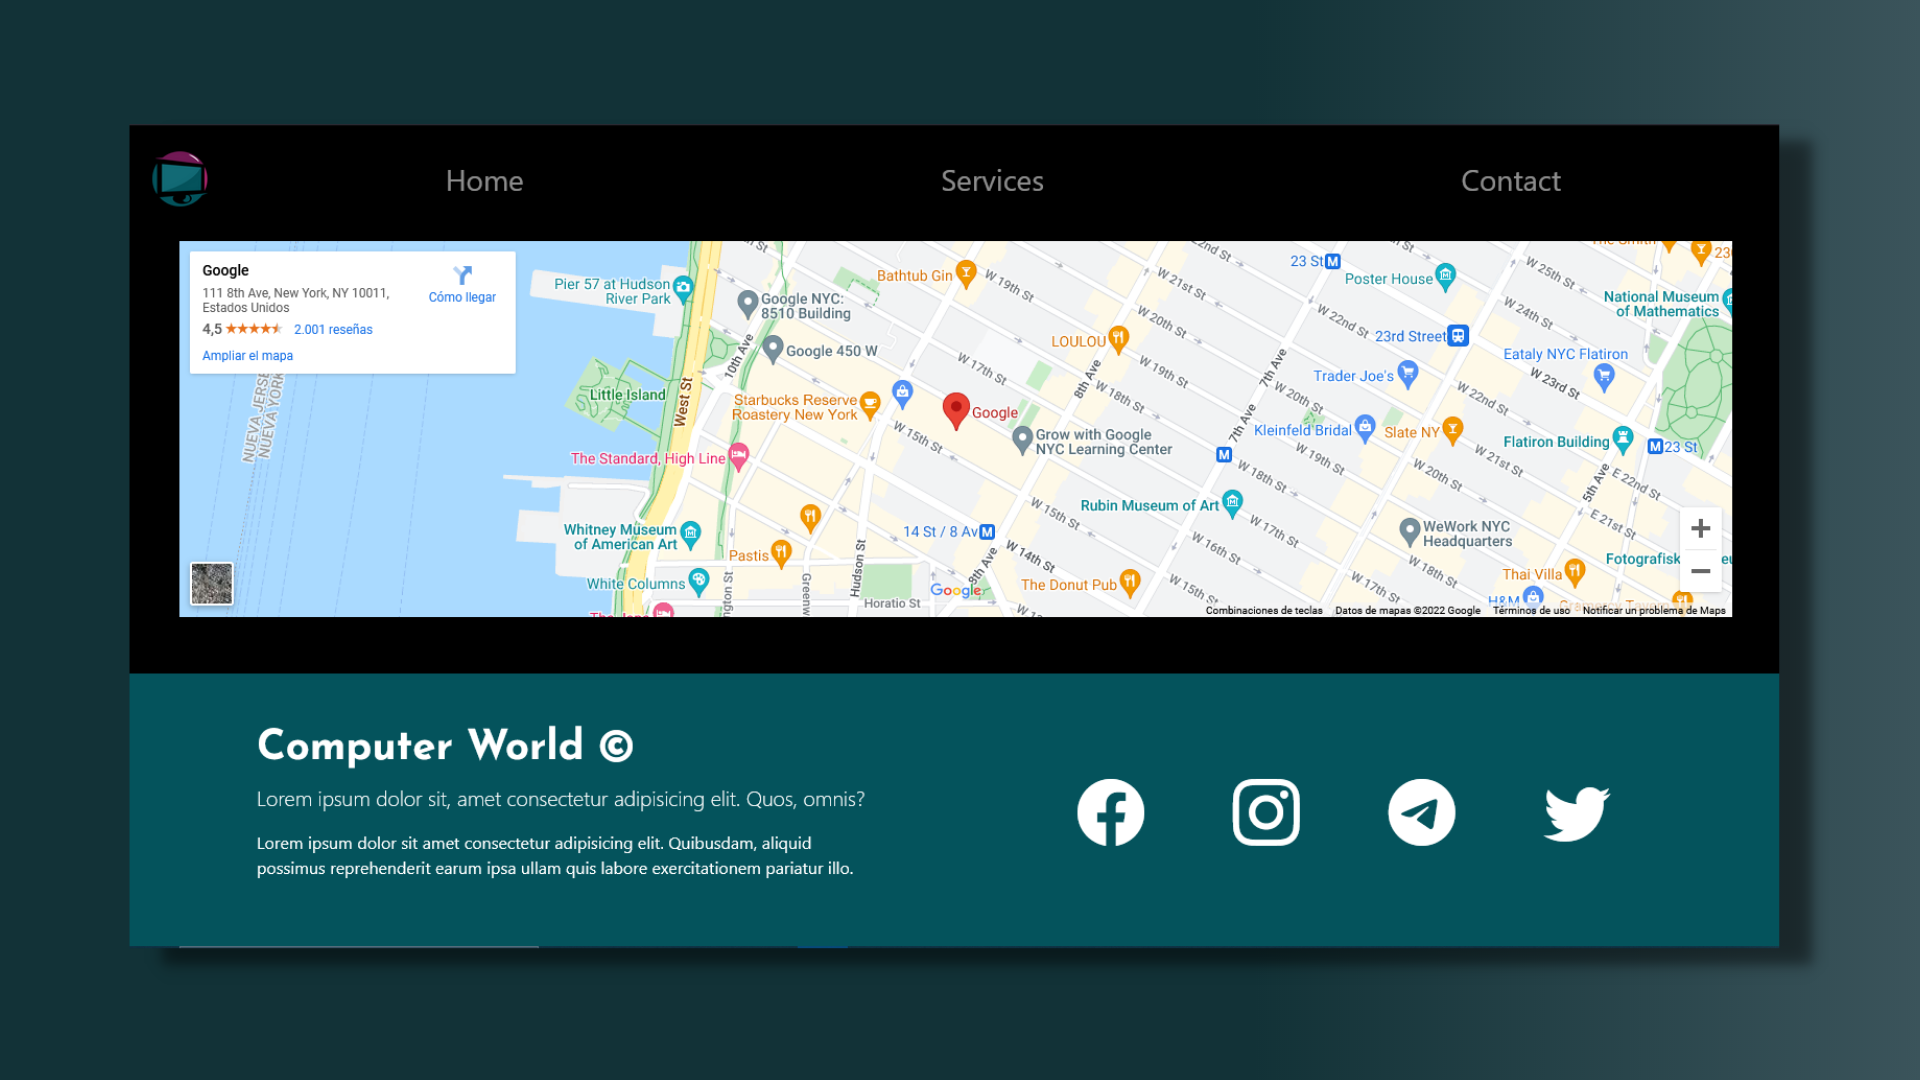 Home
Services
Contact
Google
111 8th Ave, New York, NY 10011,
Estados Unidos
Cómo llegar
4,5
2.001 reseñas
Ampliar el mapa
NUEVA YORK
Pier 57 at Hudson
River Park
Google NYC:
8510 Building
Google 450 W
Bathtub Gin
W 19th St
W 21st St
W 20th St
W 19th St
23 St M
Poster House
W 25th St
W 24th St
National Museum
of Mathematics
W 22nd St
23rd Street
Eataly NYC Flatiron
LOULOU
10th Ave
W 17th St
8th Ave
7th Ave
W 18th St
Trader Joe's
W 23rd St
W 22nd St
W 20th St
Little Island
West St
Starbucks Reserve
Roastery New York
Google
W 15th St
Grow with Google
NYC Learning Center
7th Ave
Kleinfeld Bridal
Slate NY
Flatiron Building
M 23 St
The Standard, High Line
M
W 18th St
W 19th St
W 20th St
W 21st St
E 22nd St
5th Ave
Rubin Museum of Art
W 15th St
W 17th St
E 21st St
Whitney Museum
of American Art
14 St / 8 Av M
WeWork NYC
Headquarters
Pastis
Hudson St
W 14th St
9th Ave
W 16th St
W 18th St
W 17th St
W 15th St
White Columns
Google
The Donut Pub
Thai Villa
Horatio St
H&M
Combinaciones de teclas
Datos de mapas ©2022 Google
Términos de uso
Notificar un problema de Maps
Computer World ©
Lorem ipsum dolor sit, amet consectetur adipisicing elit. Quos, omnis?
Lorem ipsum dolor sit amet consectetur adipisicing elit. Quibusdam, aliquid
possimus reprehenderit earum ipsa ullam quis labore exercitationem pariatur illo.